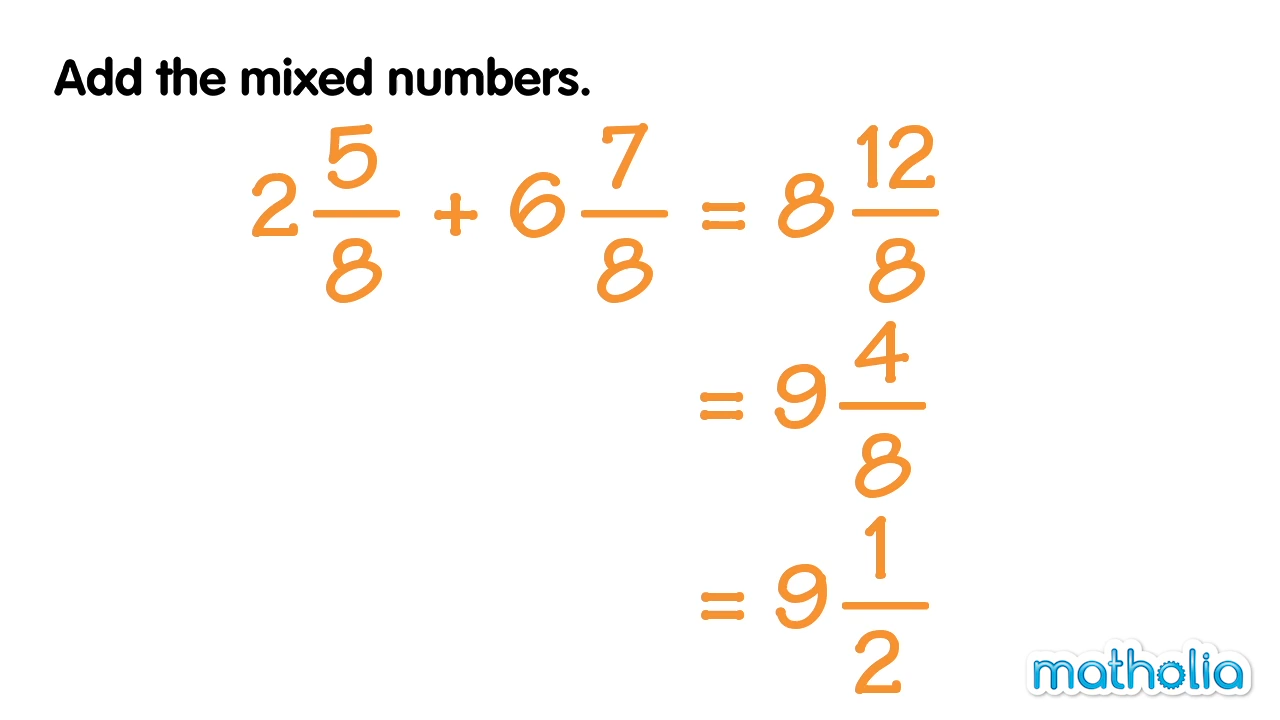 Add the mixed numbers.
2 5/8 + 6 7/8 = 8 12/8
= 9 4/8
= 9 1/2
matholia